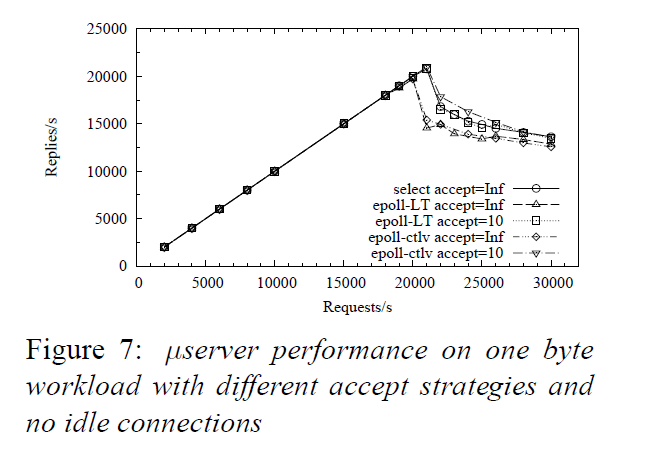 25000
20000
15000
10000
5000
0
Replies/s
select accept=Inf
epoll-LT accept=Inf
epoll-LT accept=10
epoll-ctlv accept=Inf
epoll-ctlv accept=10
0 5000 10000 15000 20000 25000 30000
Requests/s
Figure 7: μserver performance on one byte
workload with different accept strategies and
no idle connections